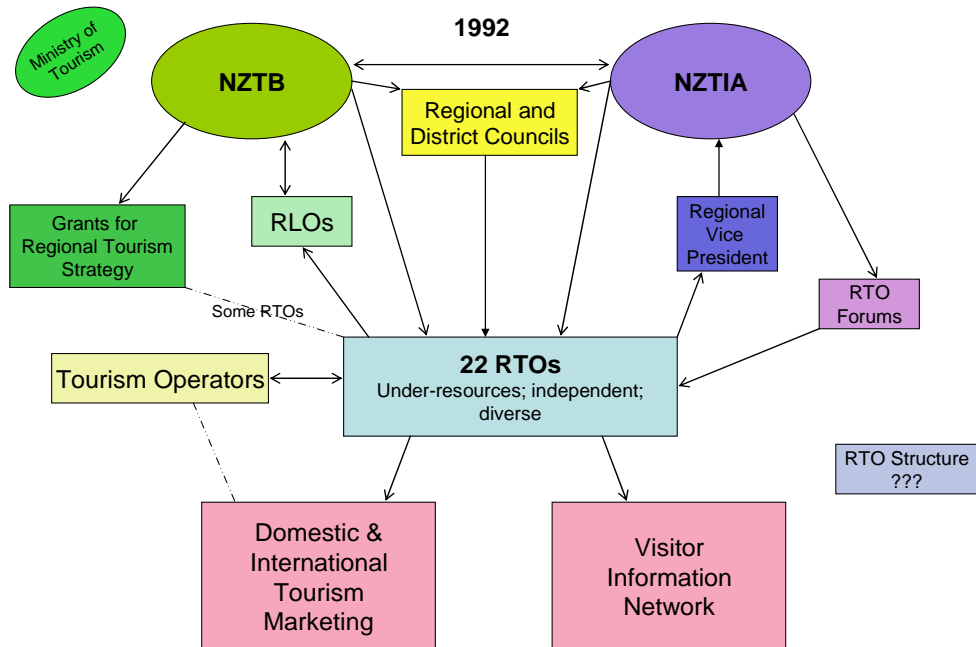 Ministry of
Tourism
1992
NZTB
NZTIA
Regional and
District Councils
Grants for
Regional Tourism
Strategy
RLOs
Regional
Vice
President
RTO
Forums
Some RTOs
Tourism Operators
22 RTOs
Under-resources; independent;
diverse
RTO Structure
???
Domestic &
International
Tourism
Marketing
Visitor
Information
Network